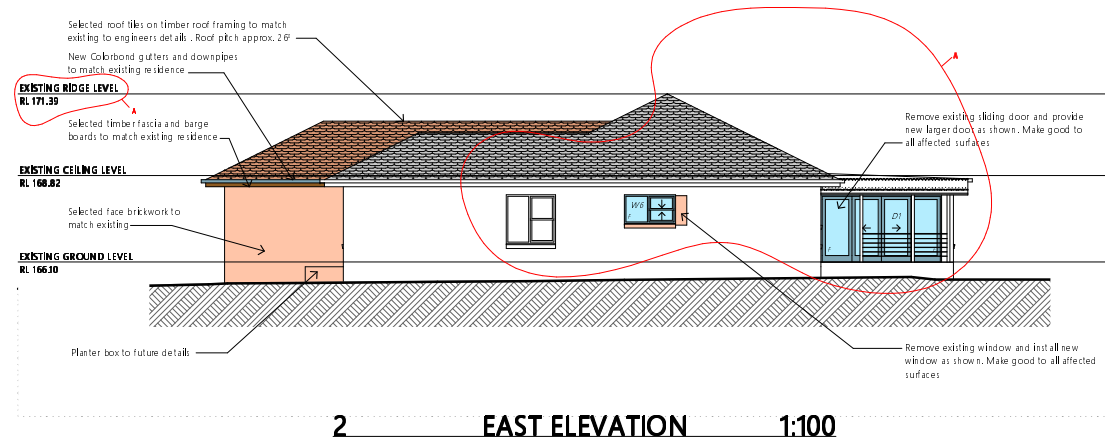 Selected roof tiles on timber roof framing to match
existing to engineers details . Roof pitch approx. 26°
New Colorbond gutters and downpipes
to match existing residence
EXISTING RIDGE LEVEL
RL 171.39
A
A
Selected timber fascia and barge
boards to match existing residence
Remove existing sliding door and provide
new larger door as shown. Make good to
all affected surfaces
EXISTING CEILING LEVEL
RL 168.82
Selected face brickwork to
match existing
W6
F
D1
F
EXISTING GROUND LEVEL
RL 166.10
Planter box to future details
Remove existing window and install new
window as shown. Make good to all affected
surfaces
2 EAST ELEVATION 1:100